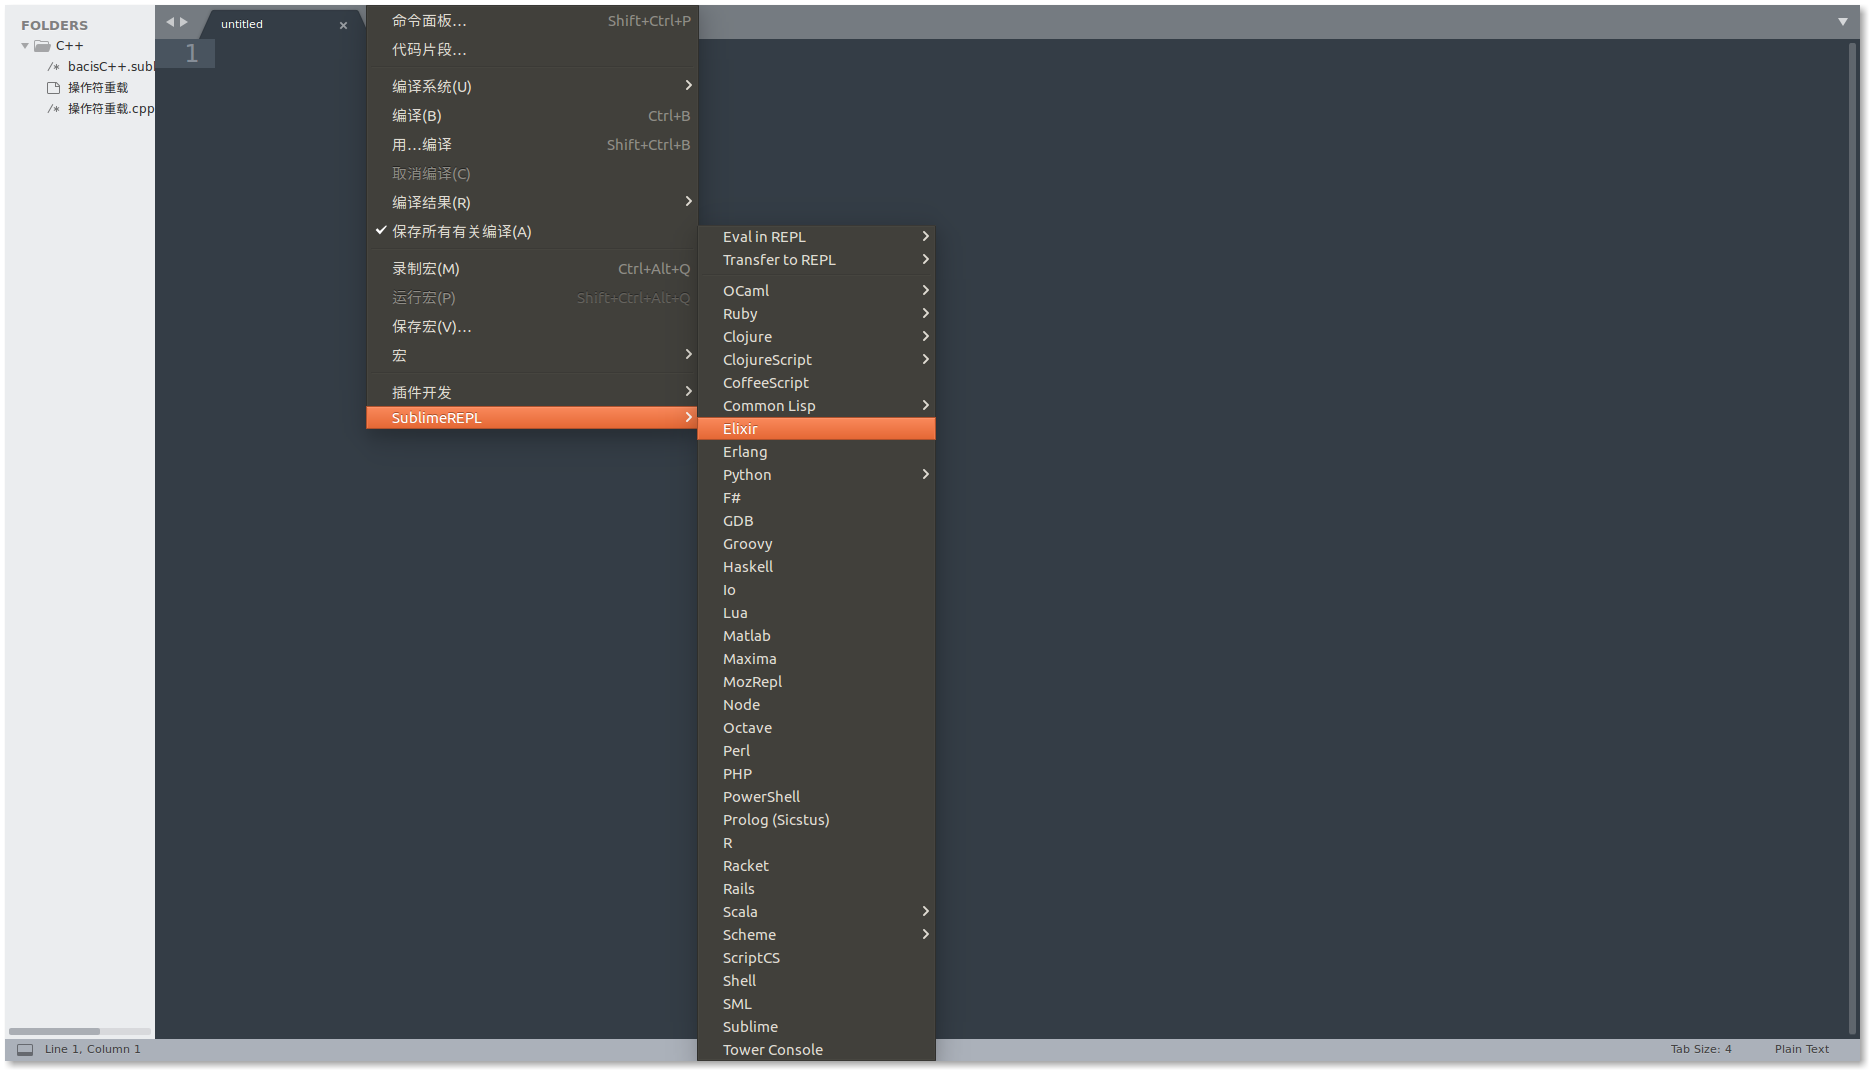 FOLDERS
C++
bacisC++.subl
操作符重载
操作符重载.cpp
untitled
1
命令面板... Shift+Ctrl+P
代码片段...
编译系统(U)
编译(B) Ctrl+B
用...编译 Shift+Ctrl+B
取消编译(C)
编译结果(R)
保存所有有关编译(A)
录制宏(M) Ctrl+Alt+Q
运行宏(P) Shift+Ctrl+Alt+Q
保存宏(V)...
宏
插件开发
SublimeREPL
Eval in REPL
Transfer to REPL
OCaml
Ruby
Clojure
ClojureScript
CoffeeScript
Common Lisp
Elixir
Erlang
Python
F#
GDB
Groovy
Haskell
Io
Lua
Matlab
Maxima
MozRepl
Node
Octave
Perl
PHP
PowerShell
Prolog (Sicstus)
R
Racket
Rails
Scala
Scheme
ScriptCS
Shell
SML
Sublime
Tower Console
Line 1, Column 1
Tab Size: 4
Plain Text